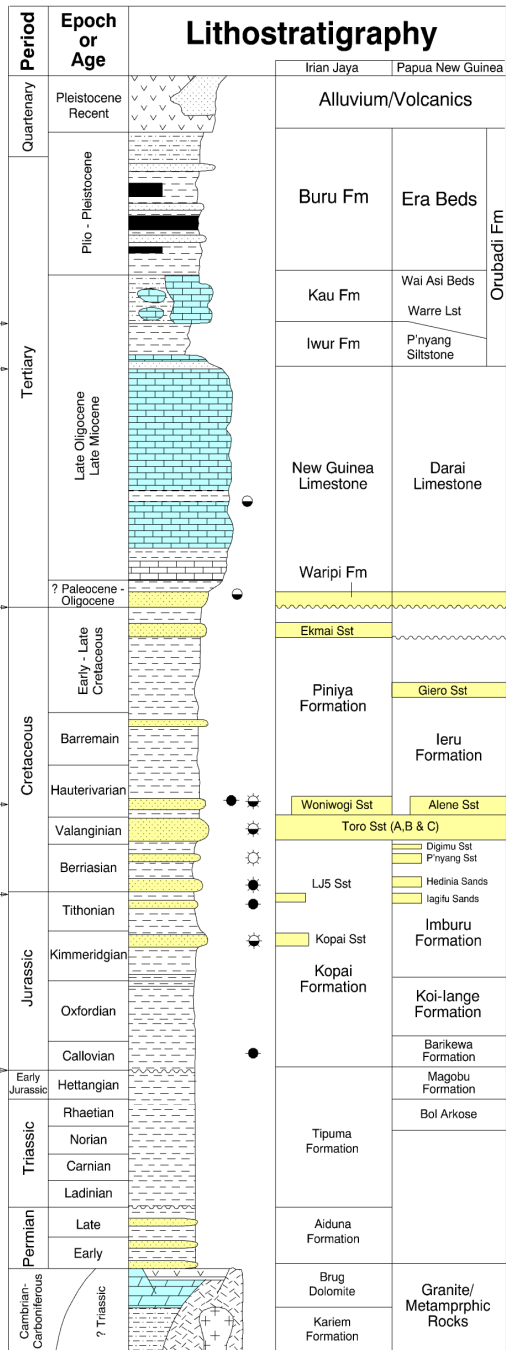 Period
Epoch
or
Age
Lithostratigraphy
Irian Jaya
Papua New Guinea
Quartenary
Pleistocene
Recent
Alluvium/Volcanics
Plio - Pleistocene
Buru Fm
Era Beds
Orubadi Fm
Kau Fm
Wai Asi Beds
Warre Lst
Iwur Fm
P'nyang
Siltstone
Tertiary
Late Oligocene
Late Miocene
New Guinea
Limestone
Darai
Limestone
Waripi Fm
? Paleocene -
Oligocene
Cretaceous
Early - Late
Cretaceous
Ekmai Sst
Piniya
Formation
Giero Sst
Barremain
Ieru
Formation
Hauterivarian
Woniwogi Sst
Alene Sst
Valanginian
Toro Sst (A,B & C)
Berriasian
Digimu Sst
P'nyang Sst
LJ5 Sst
Hedinia Sands
Iagifu Sands
Jurassic
Tithonian
Imburu
Formation
Kimmeridgian
Kopai Sst
Kopai
Formation
Oxfordian
Koi-Iange
Formation
Callovian
Barikewa
Formation
Early
Jurassic
Hettangian
Magobu
Formation
Triassic
Rhaetian
Bol Arkose
Norian
Tipuma
Formation
Carnian
Ladinian
Permian
Late
Aiduna
Formation
Early
Cambrian-
Carboniferous
? Triassic
Brug
Dolomite
Granite/
Metamprphic
Rocks
Kariem
Formation